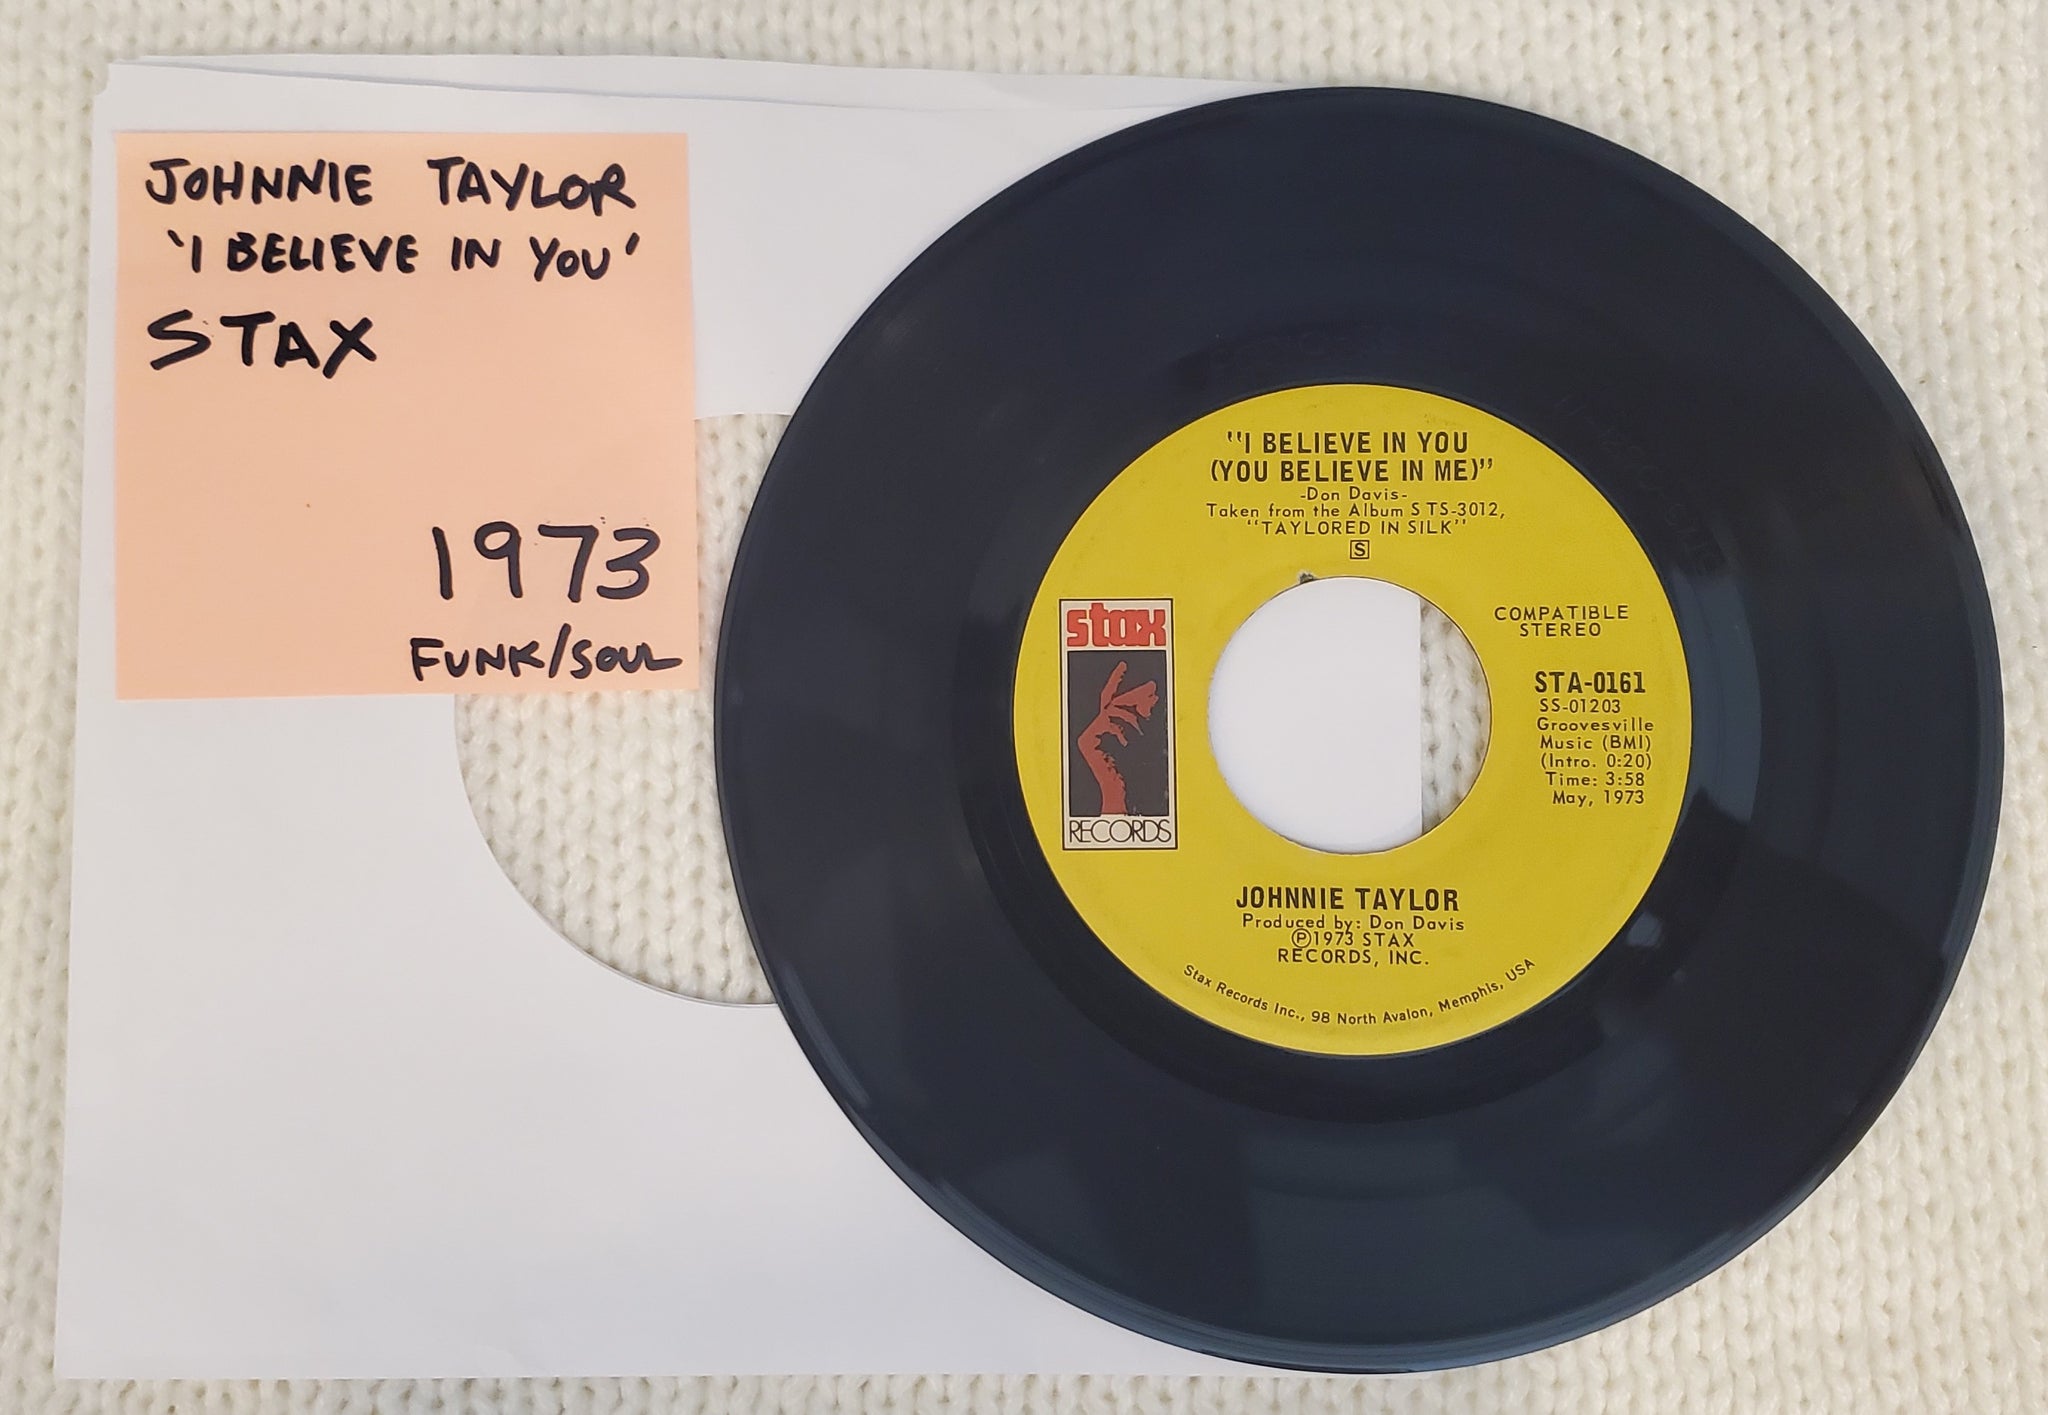 JOHNNIE TAYLOR
'I BELIEVE IN YOU'
STAX
1973
FUNK/SOUL
"I BELIEVE IN YOU
(YOU BELIEVE IN ME)"
-Don Davis-
Taken from the Album STS-3012,
"TAYLORED IN SILK"
S
stax
RECORDS
COMPATIBLE
STEREO
STA-0161
SS-01203
Groovesville
Music (BMI)
(Intro. 0:20)
Time: 3:58
May, 1973
JOHNNIE TAYLOR
Produced by: Don Davis
Ⓟ1973 STAX
RECORDS, INC.
Stax Records Inc., 98 North Avalon, Memphis, USA